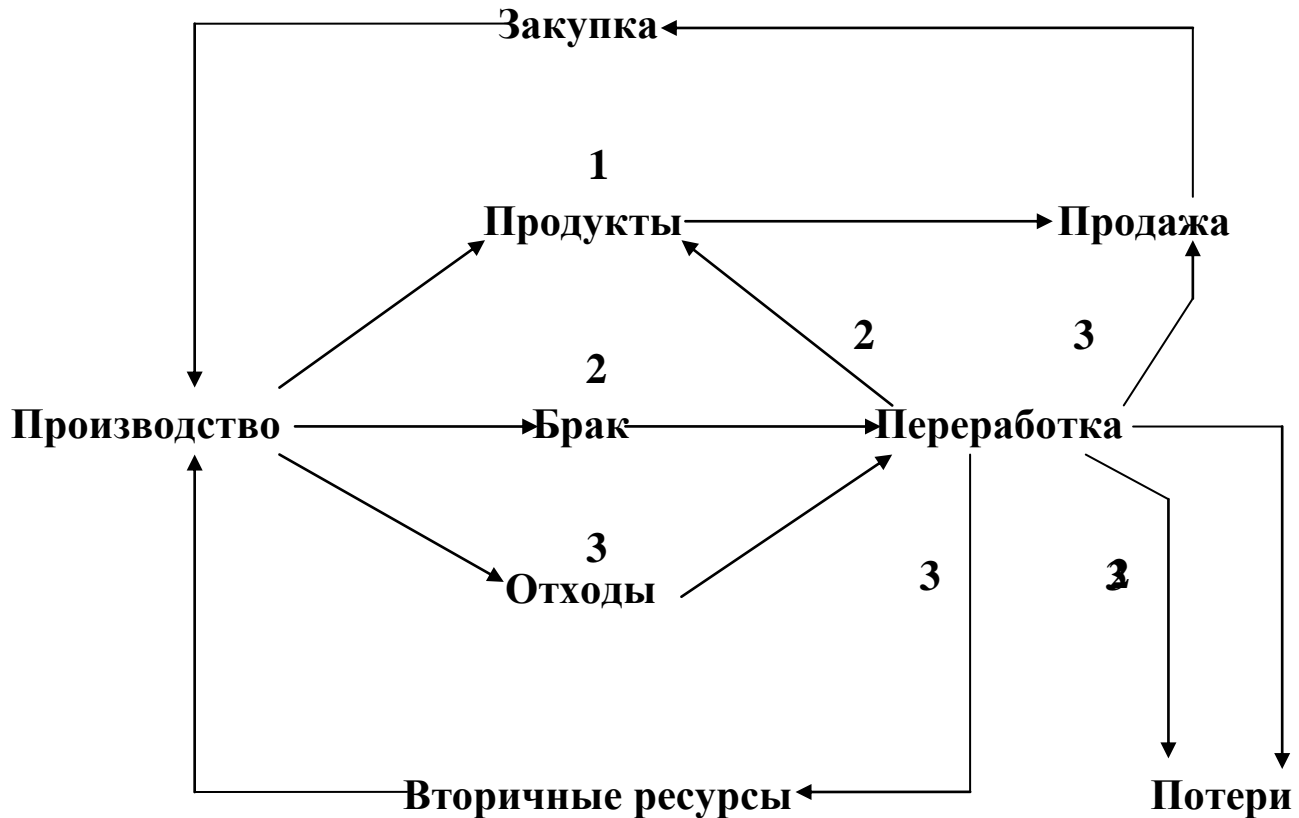 Закупка
1
Продукты
Продажа
2
3
2
Производство
Брак
Переработка
3
Отходы
3
Вторичные ресурсы
Потери